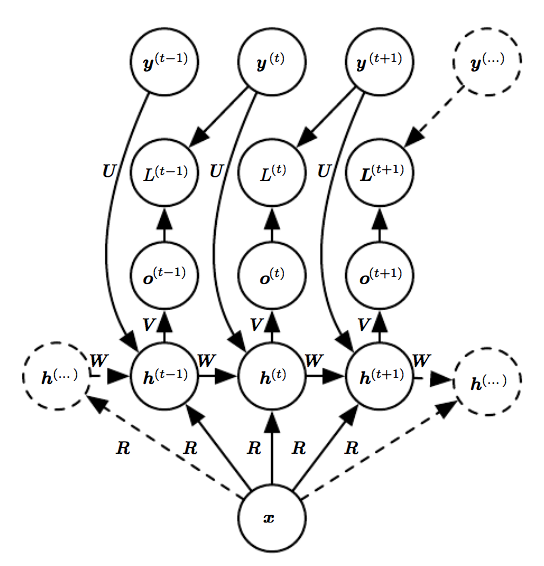 y(t−1) y(t) y(t+1) y(...)
U L(t−1) U L(t) U L(t+1)
o(t−1) o(t) o(t+1)
V V V
h(...) W h(t−1) W h(t) W h(t+1) W h(...)
R R R R R
x